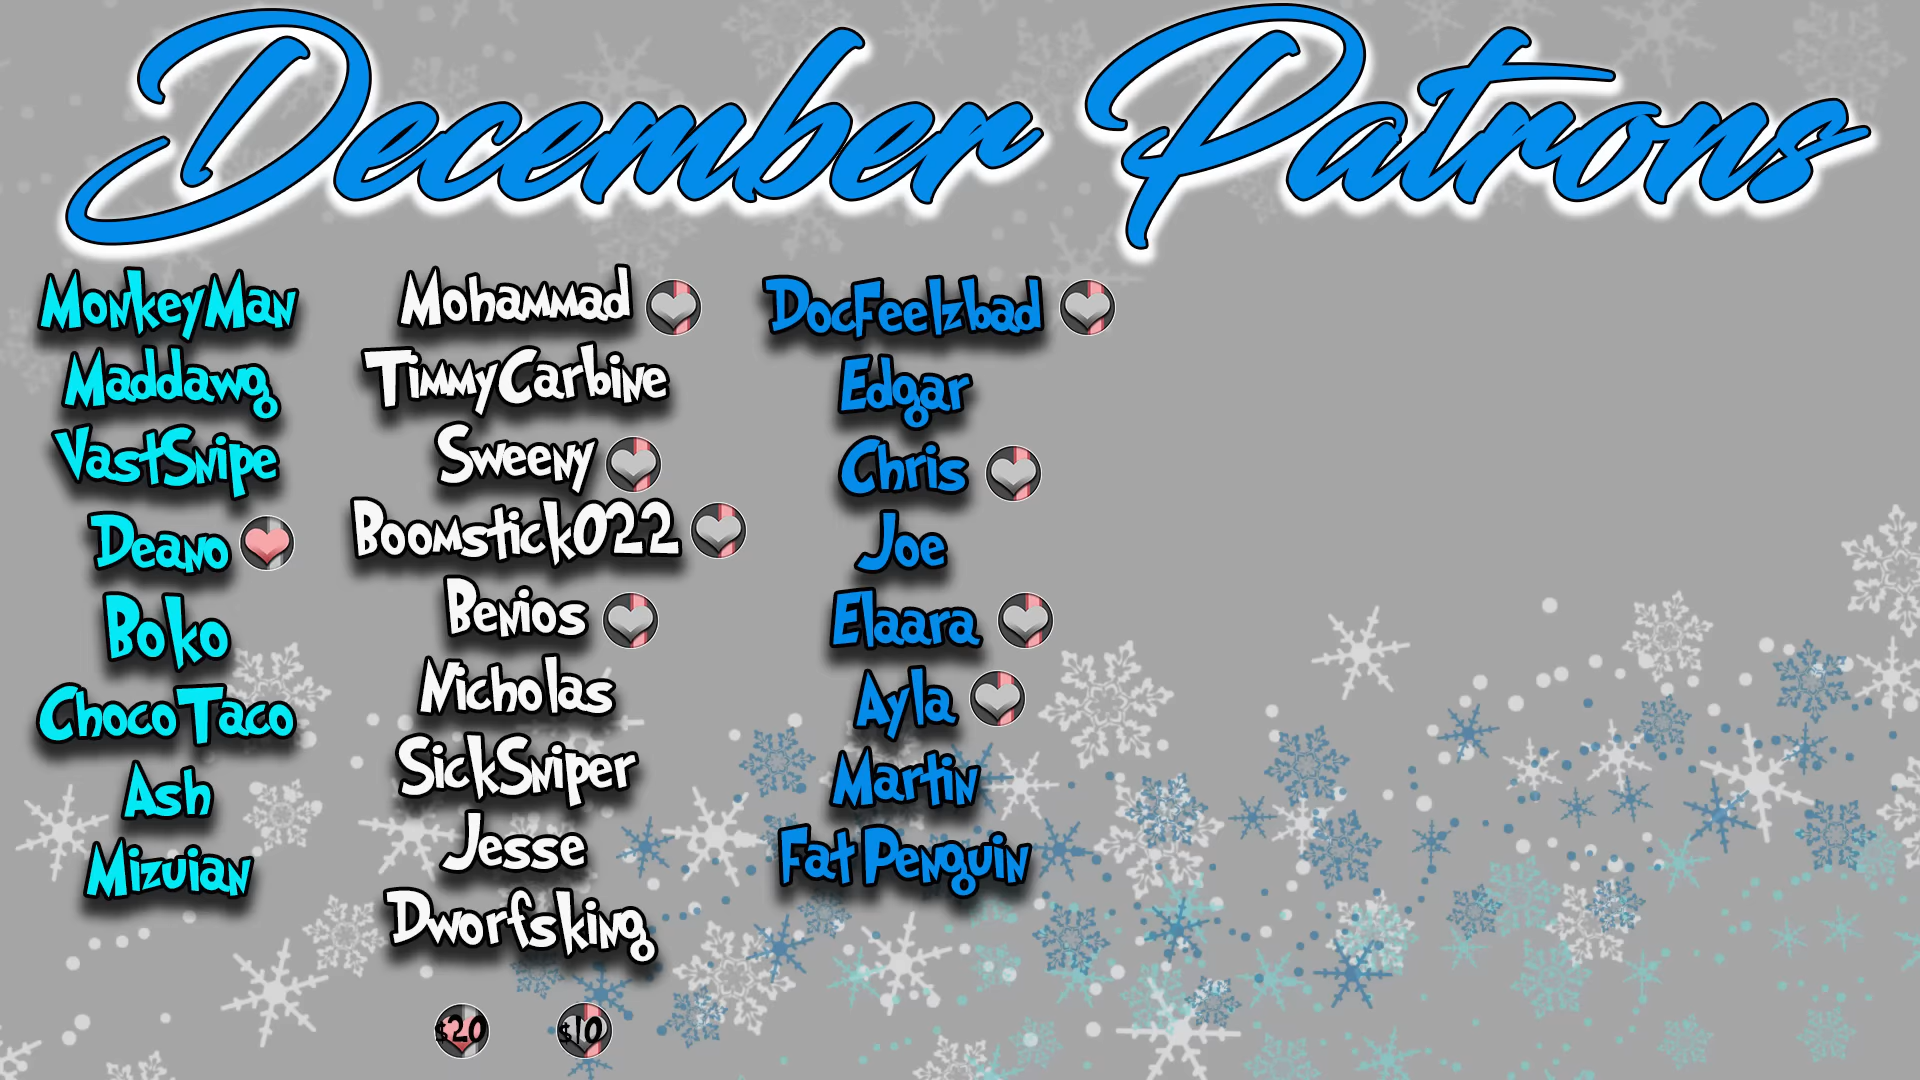 December Patrons
MonkeyMan
Maddawg
VastSnipe
Deano
Boko
ChocoTaco
Ash
Mizuian
Mohammad
TimmyCarbine
Sweeny
Boomstick022
Benios
Nicholas
SickSniper
Jesse
Dworfsking
$20 $10
DocFeelzbad
Edgar
Chris
Joe
Elaara
Ayla
Martin
Fat Penguin